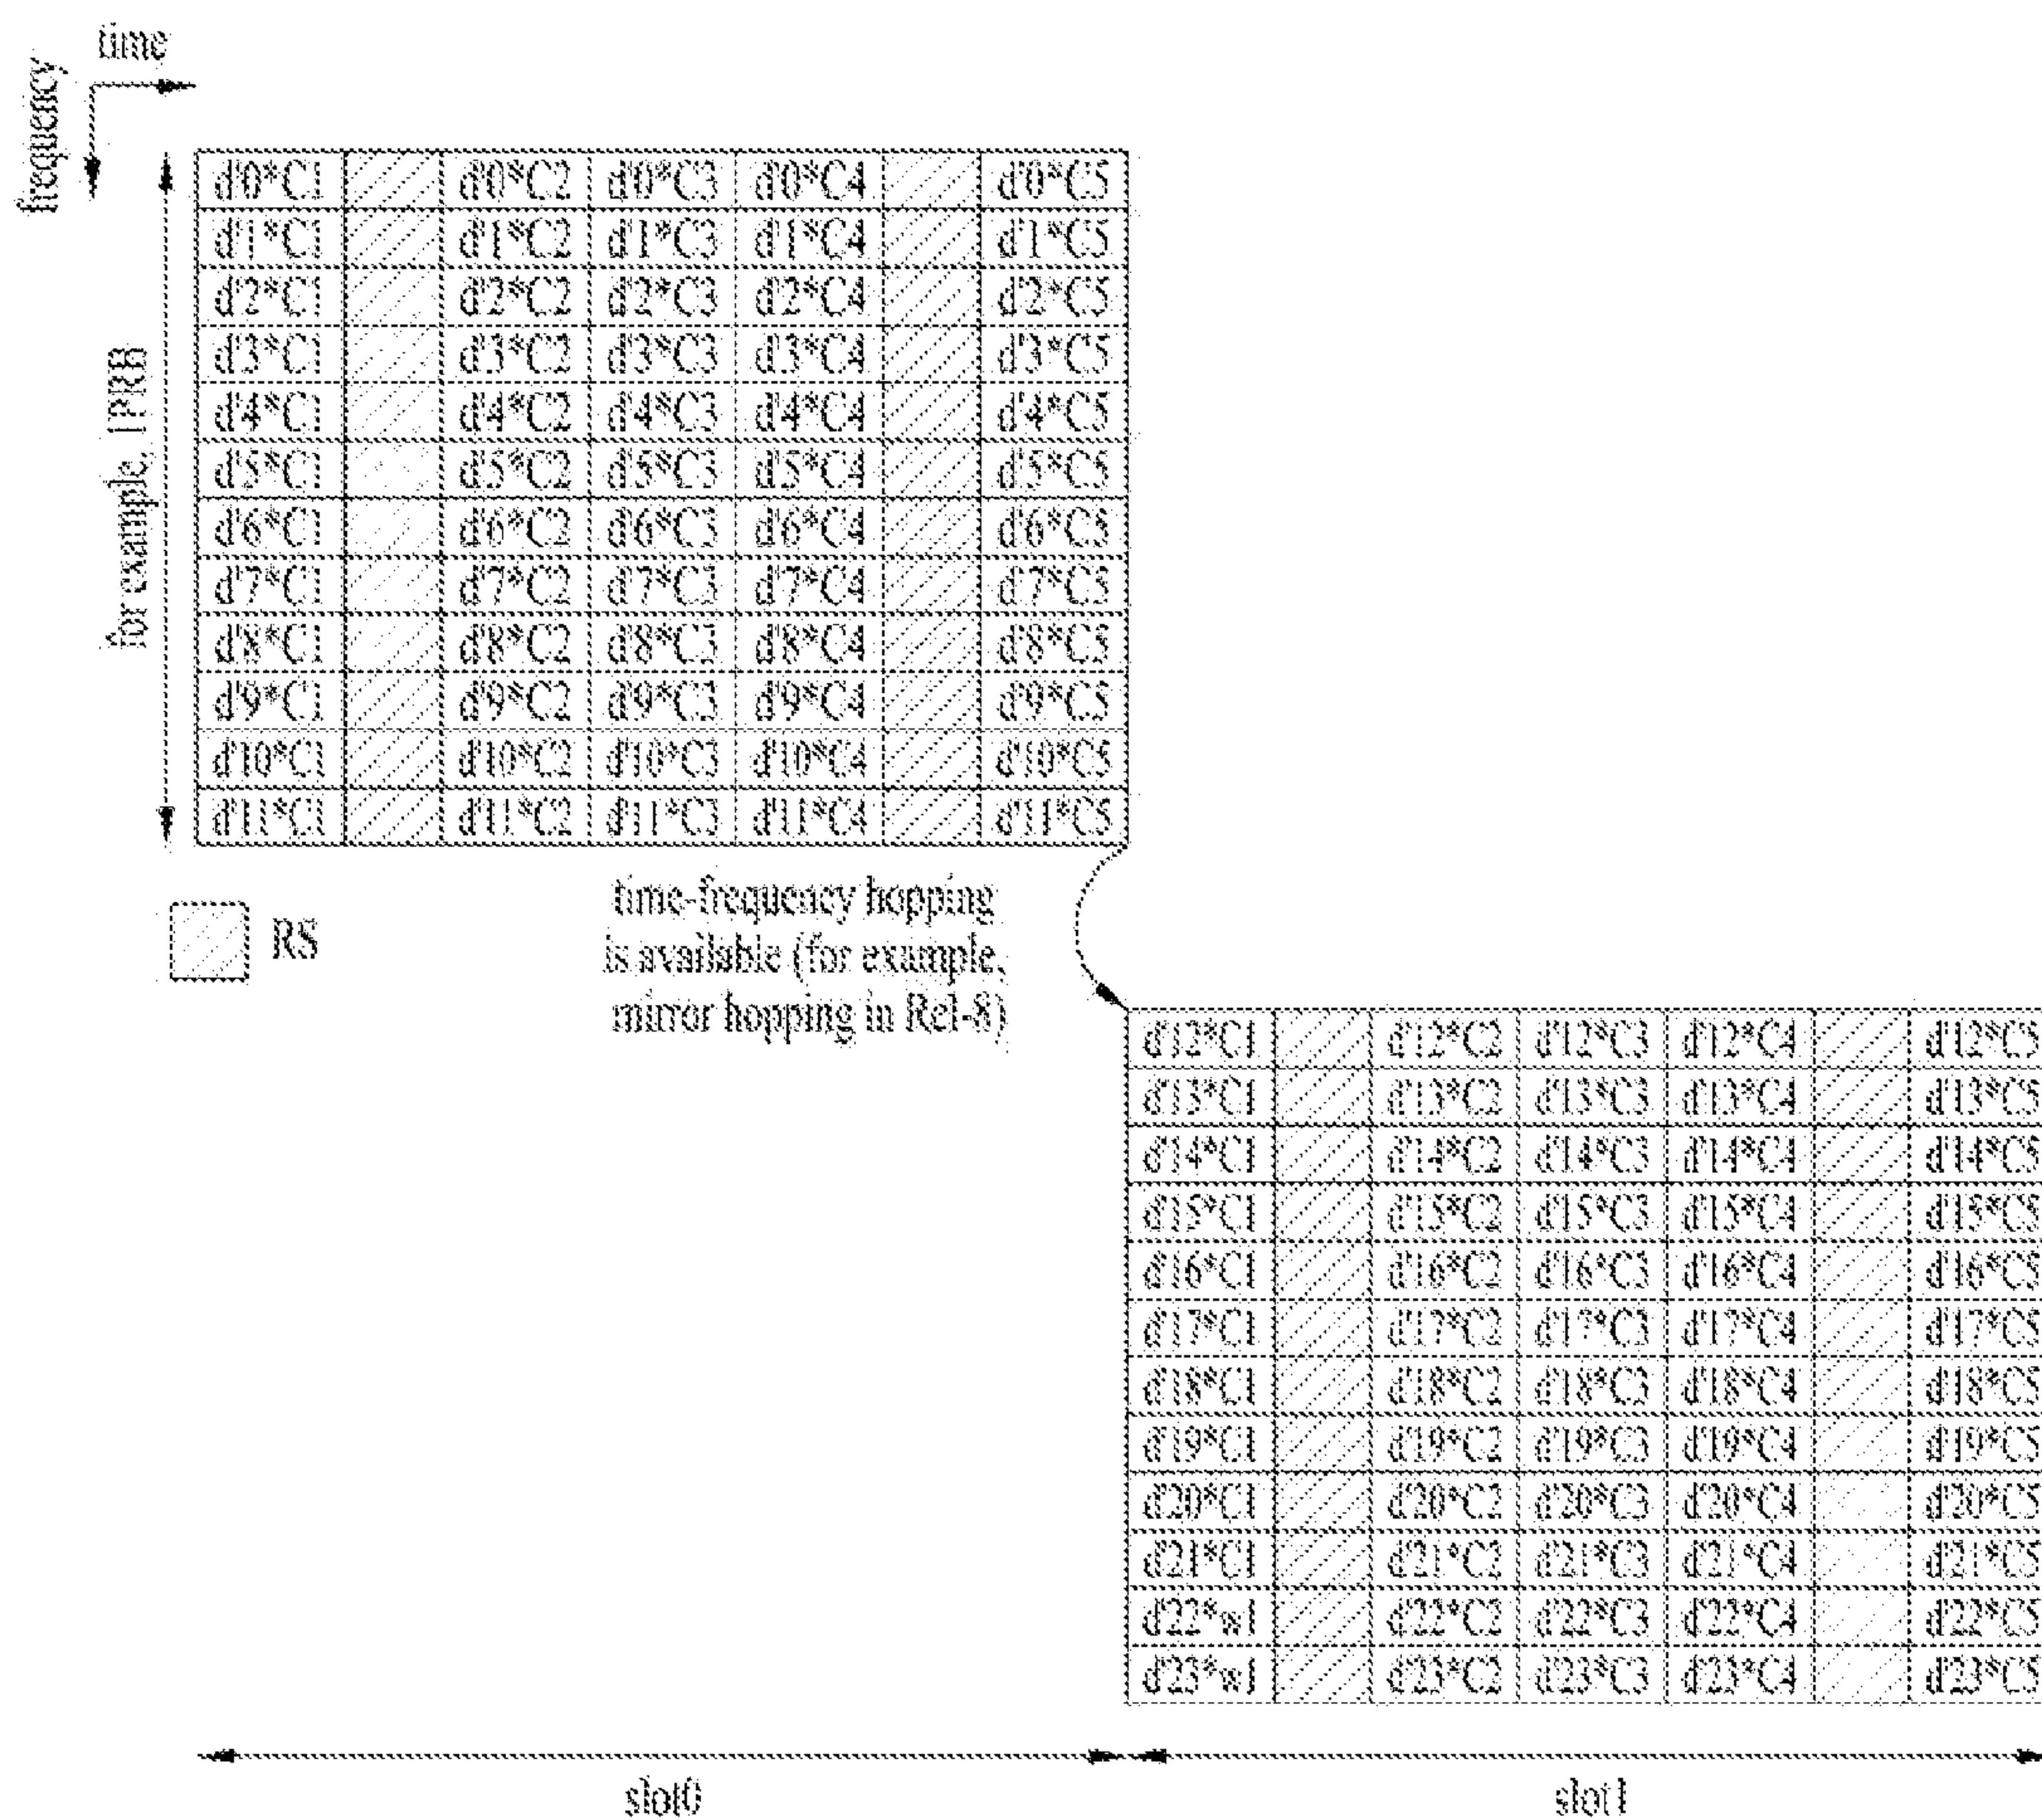 time
frequency
for example, 1PRB
d'0*C1 d'0*C2 d'0*C3 d'0*C4 d'0*C5
d'1*C1 d'1*C2 d'1*C3 d'1*C4 d'1*C5
d'2*C1 d'2*C2 d'2*C3 d'2*C4 d'2*C5
d'3*C1 d'3*C2 d'3*C3 d'3*C4 d'3*C5
d'4*C1 d'4*C2 d'4*C3 d'4*C4 d'4*C5
d'5*C1 d'5*C2 d'5*C3 d'5*C4 d'5*C5
d'6*C1 d'6*C2 d'6*C3 d'6*C4 d'6*C5
d'7*C1 d'7*C2 d'7*C3 d'7*C4 d'7*C5
d'8*C1 d'8*C2 d'8*C3 d'8*C4 d'8*C5
d'9*C1 d'9*C2 d'9*C3 d'9*C4 d'9*C5
d'10*C1 d'10*C2 d'10*C3 d'10*C4 d'10*C5
d'11*C1 d'11*C2 d'11*C3 d'11*C4 d'11*C5
RS
time-frequency hopping
is available (for example,
mirror hopping in Rel-8)
d'12*C1 d'12*C2 d'12*C3 d'12*C4 d'12*C5
d'13*C1 d'13*C2 d'13*C3 d'13*C4 d'13*C5
d'14*C1 d'14*C2 d'14*C3 d'14*C4 d'14*C5
d'15*C1 d'15*C2 d'15*C3 d'15*C4 d'15*C5
d'16*C1 d'16*C2 d'16*C3 d'16*C4 d'16*C5
d'17*C1 d'17*C2 d'17*C3 d'17*C4 d'17*C5
d'18*C1 d'18*C2 d'18*C3 d'18*C4 d'18*C5
d'19*C1 d'19*C2 d'19*C3 d'19*C4 d'19*C5
d'20*C1 d'20*C2 d'20*C3 d'20*C4 d'20*C5
d'21*C1 d'21*C2 d'21*C3 d'21*C4 d'21*C5
d'22*w1 d'22*C2 d'22*C3 d'22*C4 d'22*C5
d'23*w1 d'23*C2 d'23*C3 d'23*C4 d'23*C5
slot0 slot1